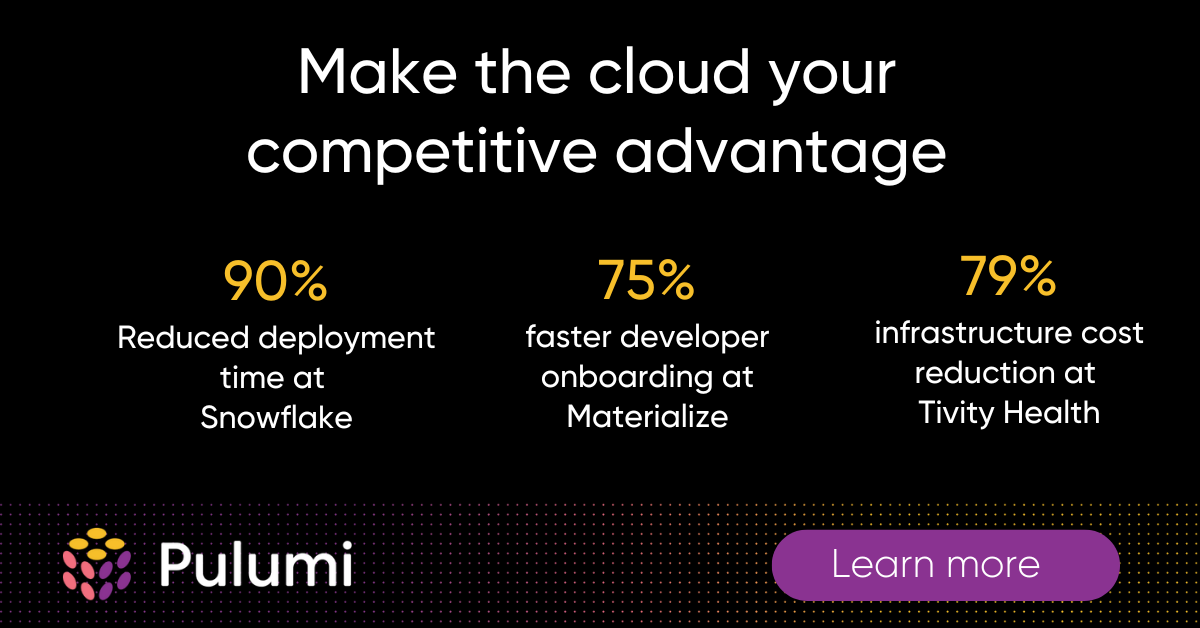 Make the cloud your
competitive advantage
90%
Reduced deployment
time at
Snowflake
75%
faster developer
onboarding at
Materialize
79%
infrastructure cost
reduction at
Tivity Health
Pulumi
Learn more